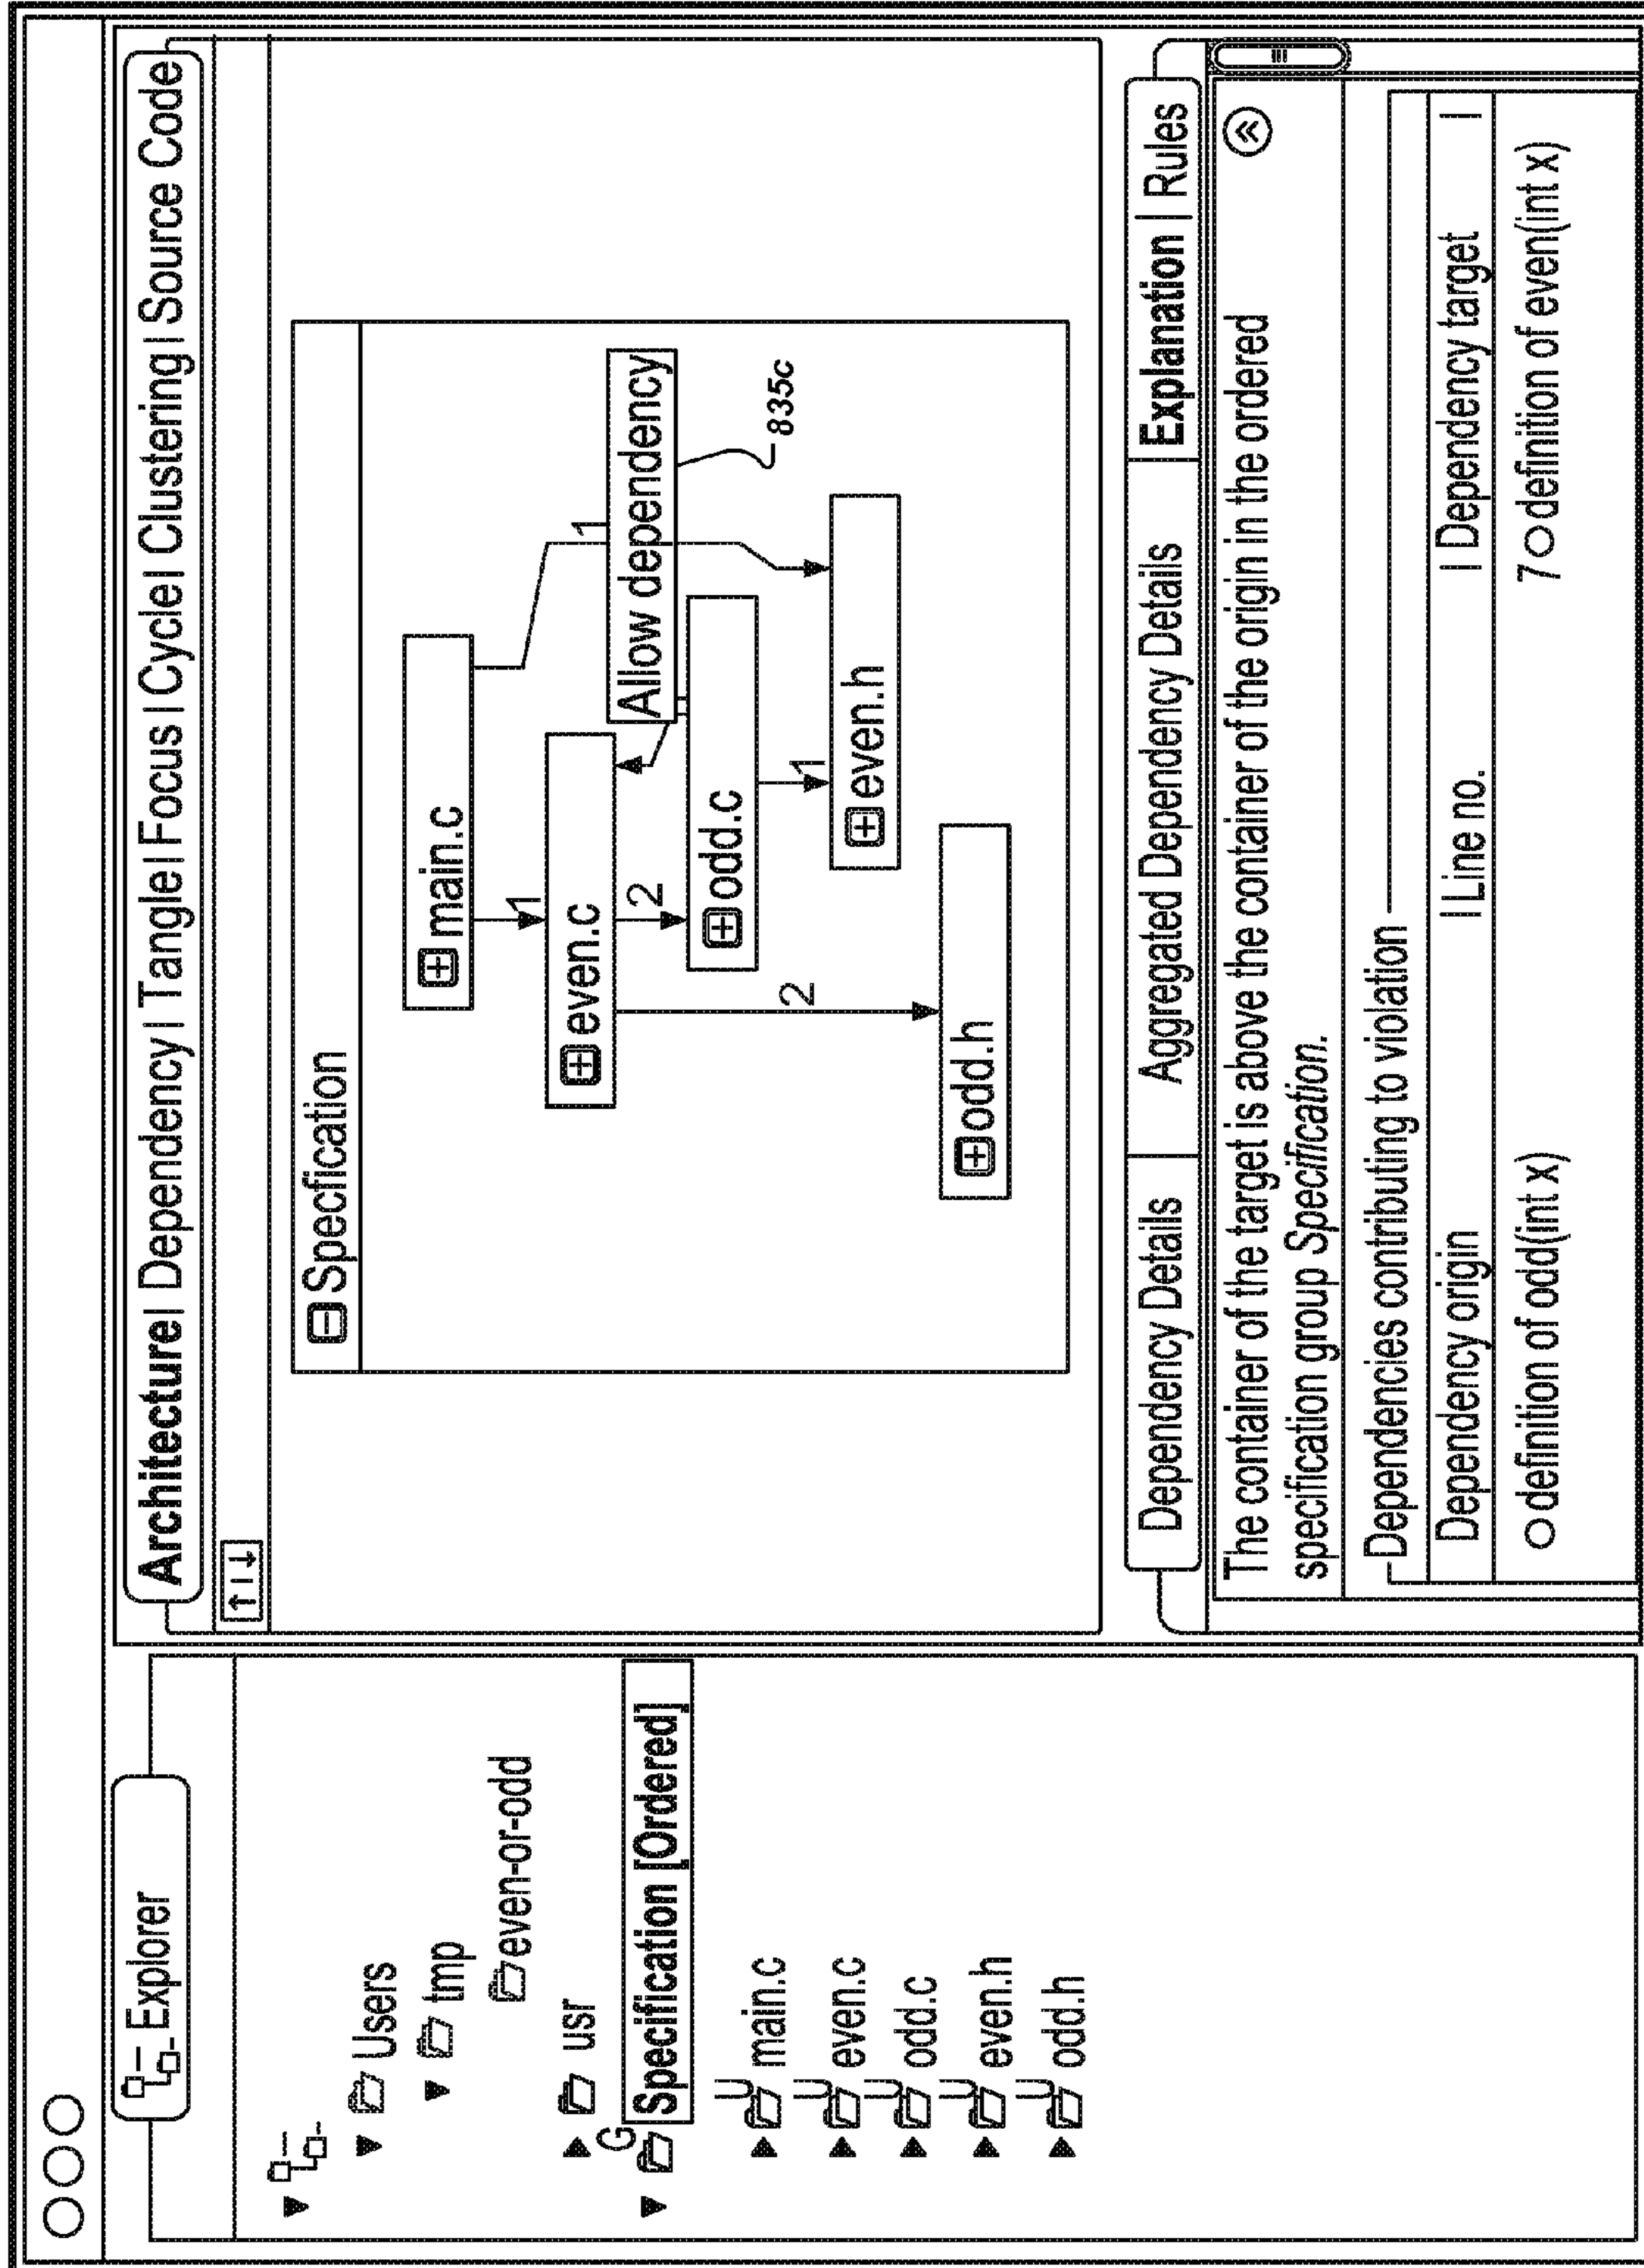 Explorer
Users
tmp
even-or-odd
usr
G
Specification [Ordered]
U
main.c
U
even.c
U
odd.c
U
even.h
U
odd.h
Architecture| Dependency| Tangle| Focus | Cycle| Clustering| Source Code
Specfication
main.c
1
1
even.c
Allow dependency
2
835c
odd.c
2
1
even.h
odd.h
Dependency Details | Aggregated Dependency Details | Explanation | Rules
The container of the target is above the container of the origin in the ordered
specification group Specification.
Dependencies contributing to violation
Dependency origin | Line no. | Dependency target |
definition of odd(int x) 7 definition of even(int x)